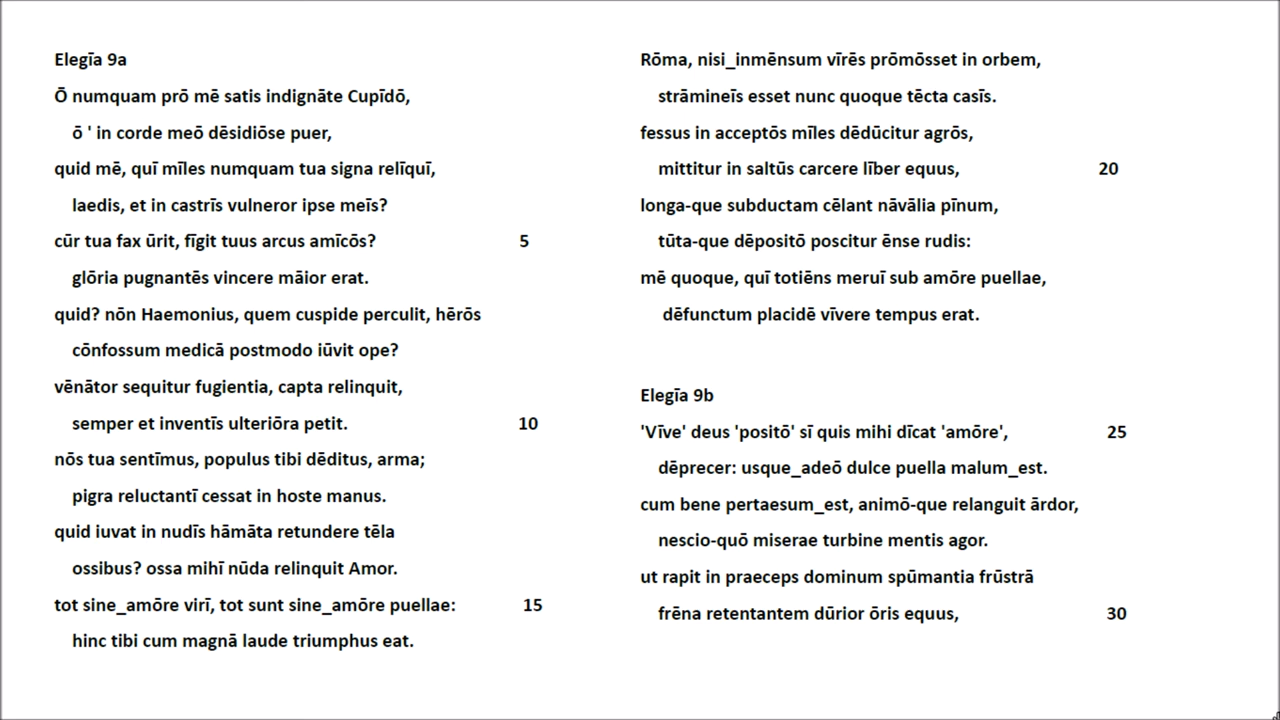 Elegīa 9a
Ō numquam prō mē satis indignāte Cupīdō,
ō ' in corde meō dēsidiōse puer,
quid mē, quī mīles numquam tua signa relīquī,
laedis, et in castrīs vulneror ipse meīs?
cūr tua fax ūrit, fīgit tuus arcus amīcōs? 5
glōria pugnantēs vincere māior erat.
quid? nōn Haemonius, quem cuspide perculit, hērōs
cōnfossum medicā postmodo iūvit ope?
vēnātor sequitur fugientia, capta relinquit,
semper et inventīs ulteriōra petit. 10
nōs tua sentīmus, populus tibi dēditus, arma;
pigra reluctantī cessat in hoste manus.
quid iuvat in nudīs hāmāta retundere tēla
ossibus? ossa mihī nūda relinquit Amor.
tot sine_amōre virī, tot sunt sine_amōre puellae: 15
hinc tibi cum magnā laude triumphus eat.
Rōma, nisi_inmēnsum vīrēs prōmōsset in orbem,
strāmineīs esset nunc quoque tēcta casīs.
fessus in acceptōs mīles dēdūcitur agrōs,
mittitur in saltūs carcere līber equus, 20
longa-que subductam cēlant nāvālia pīnum,
tūta-que dēpositō poscitur ēnse rudis:
mē quoque, quī totiēns meruī sub amōre puellae,
dēfunctum placidē vīvere tempus erat.
Elegīa 9b
'Vīve' deus 'positō' sī quis mihi dīcat 'amōre', 25
dēprecer: usque_adeō dulce puella malum_est.
cum bene pertaesum_est, animō-que relanguit ārdor,
nescio-quō miserae turbine mentis agor.
ut rapit in praeceps dominum spūmantia frūstrā
frēna retentantem dūrior ōris equus, 30